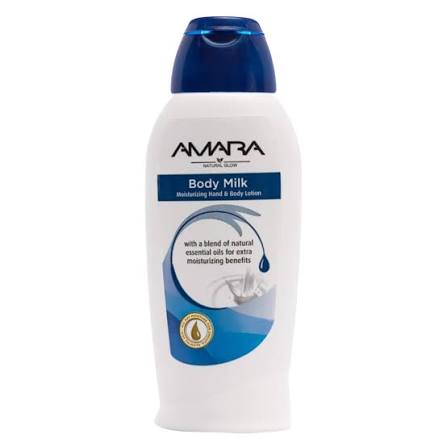 AMARA
NATURAL GLOW
Body Milk
Moisturizing Hand & Body Lotion
with a blend of natural
essential oils for extra
moisturizing benefits